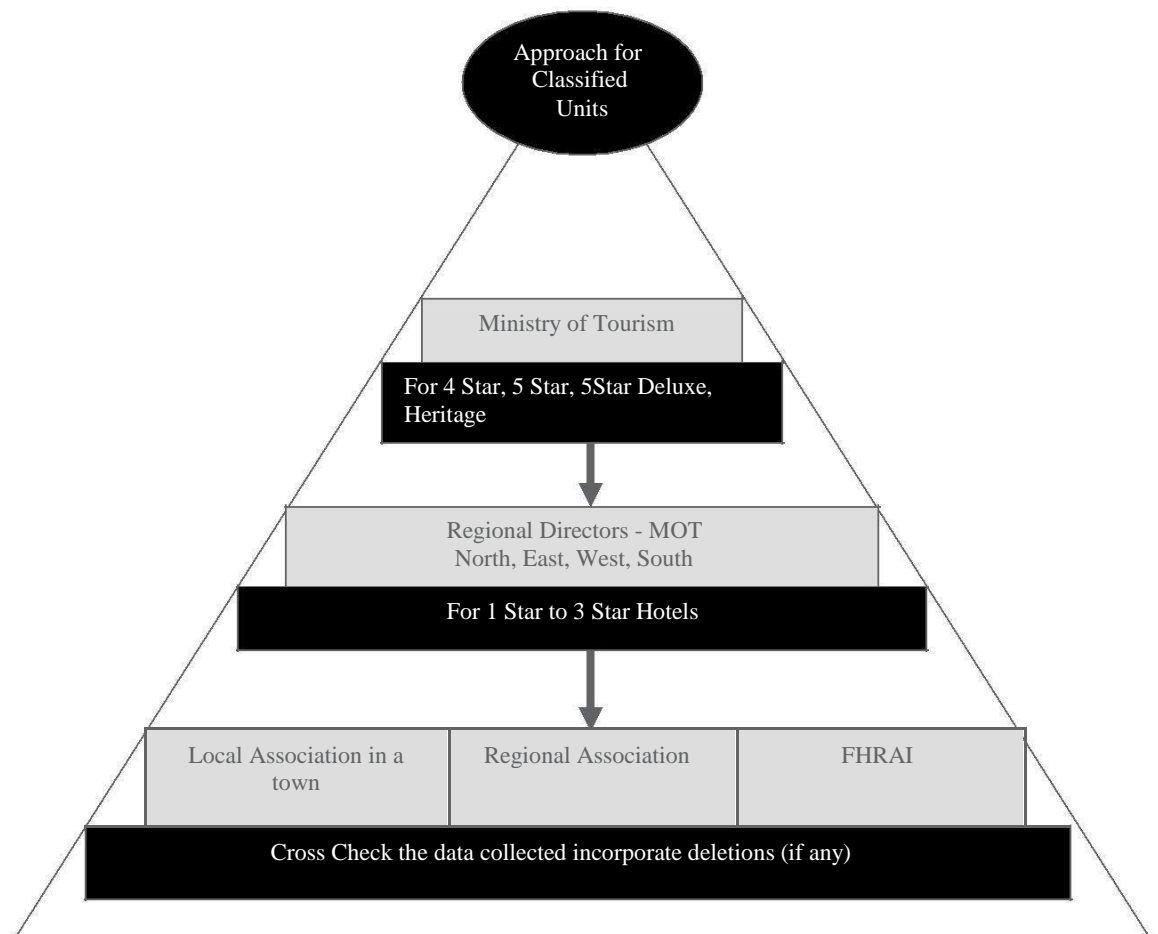 Approach for
Classified
Units
Ministry of Tourism
For 4 Star, 5 Star, 5Star Deluxe,
Heritage
Regional Directors - MOT
North, East, West, South
For 1 Star to 3 Star Hotels
Local Association in a
town
Regional Association
FHRAI
Cross Check the data collected incorporate deletions (if any)